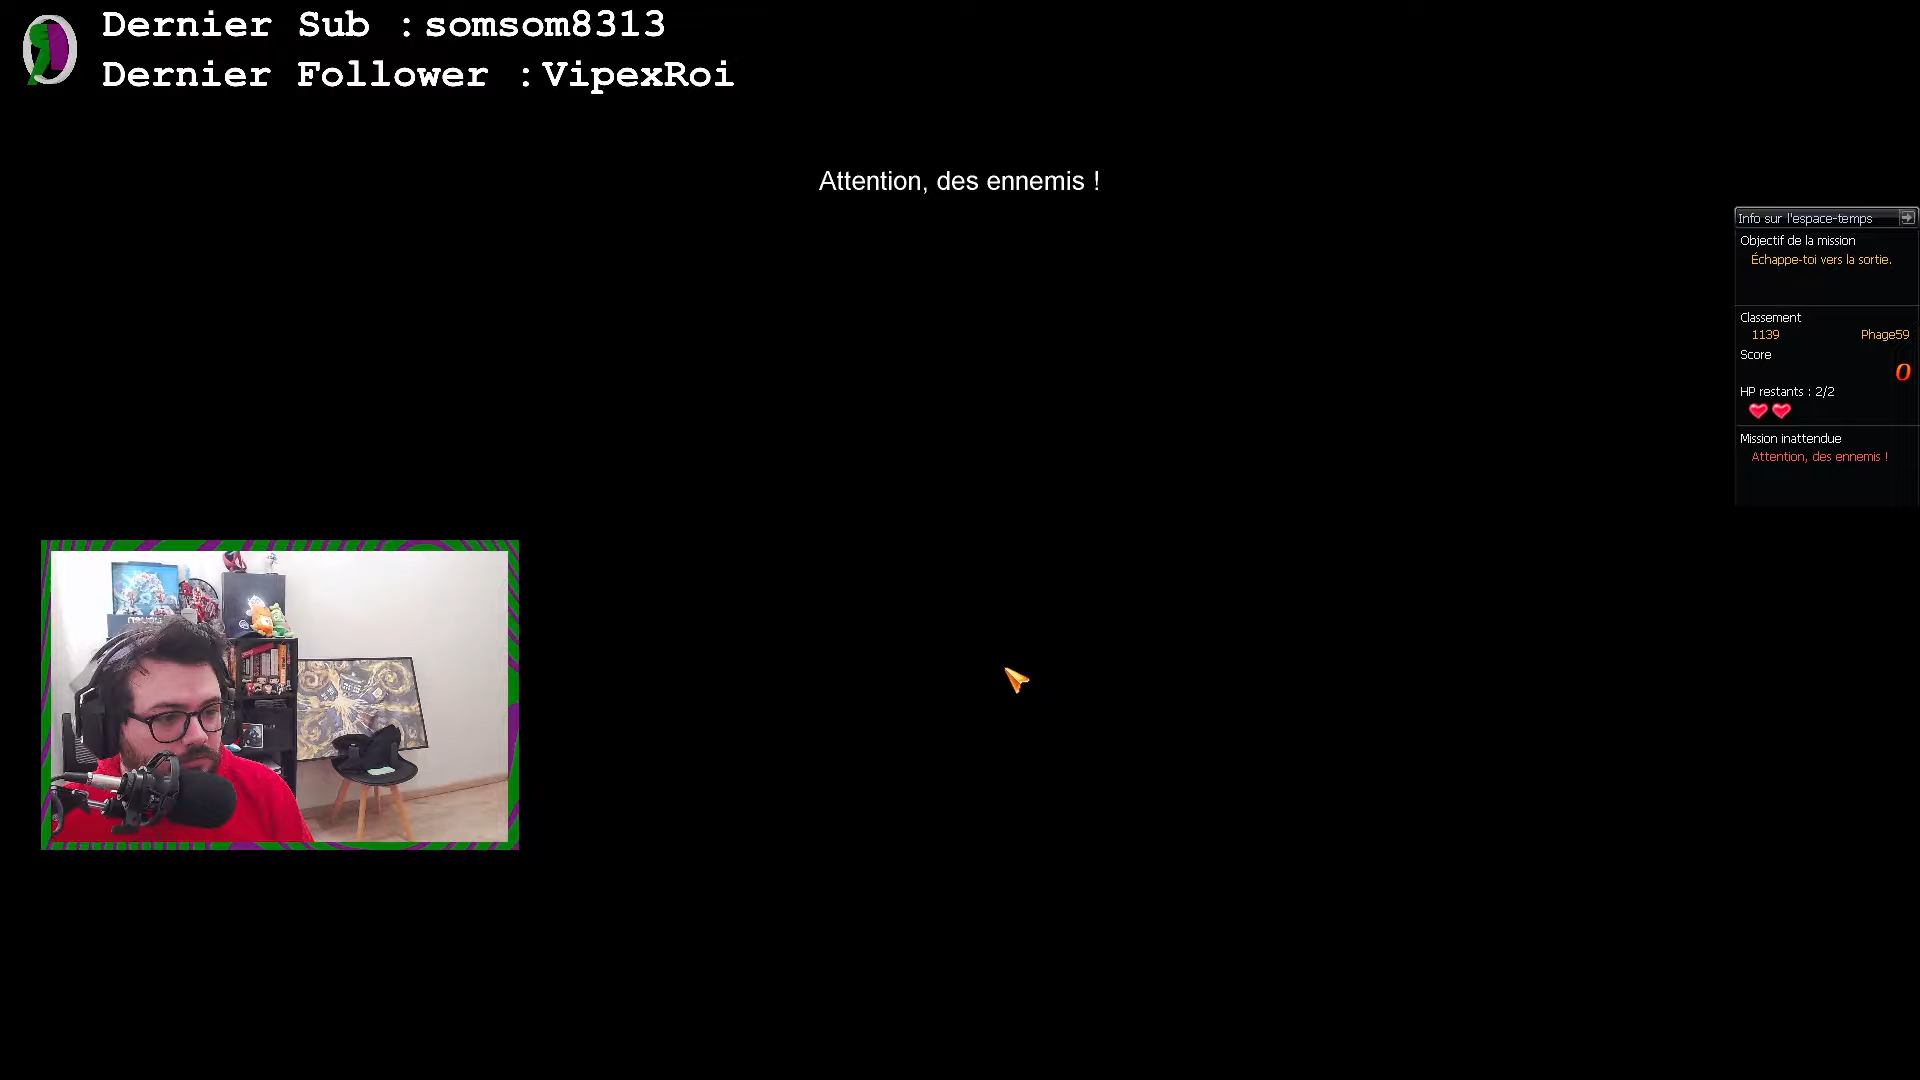 Dernier Sub : somsom8313
Dernier Follower : VipexRoi
Attention, des ennemis !
Info sur l'espace-temps
Objectif de la mission
Échappe-toi vers la sortie.
Classement
1139 Phage59
Score
0
HP restants : 2/2
Mission inattendue
Attention, des ennemis !